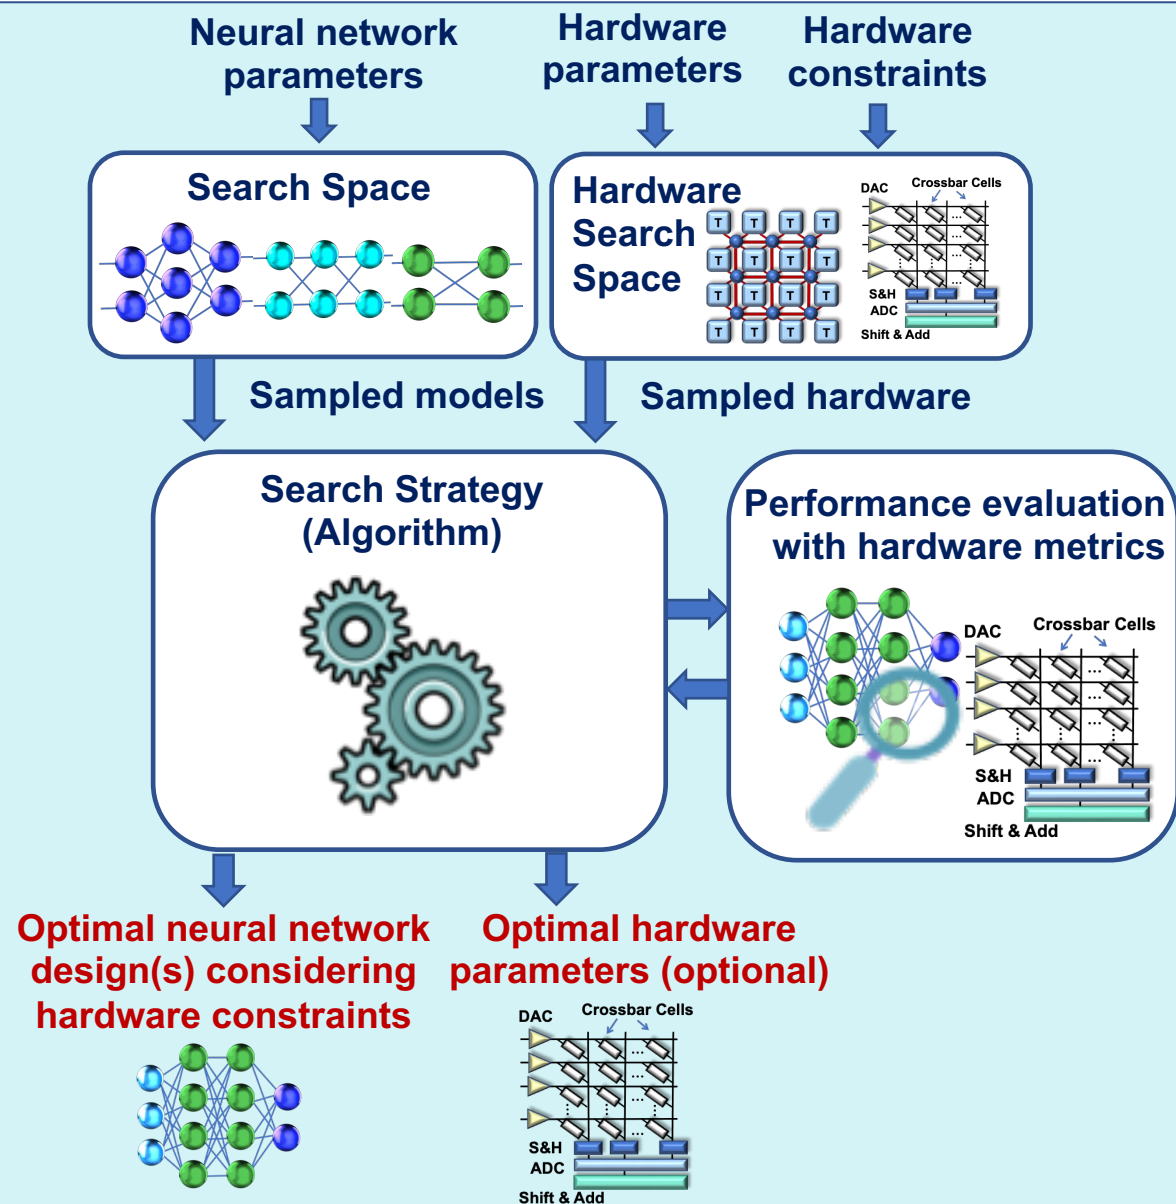 Neural network
parameters
Hardware
parameters
Hardware
constraints
Search Space
Hardware
Search
Space
T T T T
T T T T
T T T T
T T T T
DAC
Crossbar Cells
...
...
...
S&H
ADC
Shift & Add
Sampled models
Sampled hardware
Search Strategy
(Algorithm)
Performance evaluation
with hardware metrics
DAC
Crossbar Cells
...
...
...
S&H
ADC
Shift & Add
Optimal neural network
design(s) considering
hardware constraints
Optimal hardware
parameters (optional)
DAC
Crossbar Cells
...
...
...
S&H
ADC
Shift & Add